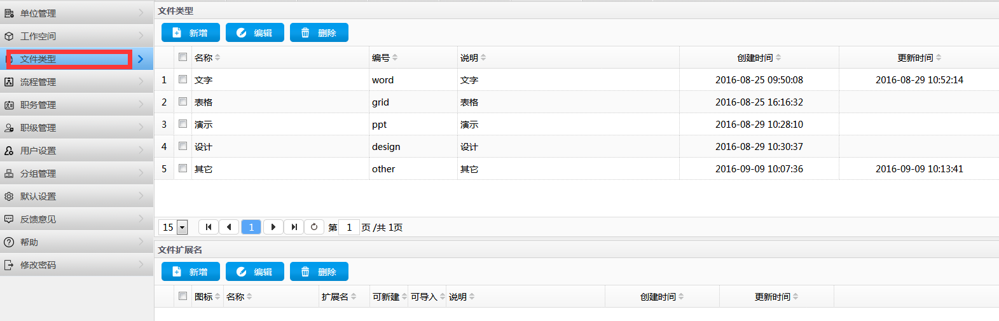 单位管理
工作空间
文件类型
流程管理
职务管理
职级管理
用户设置
分组管理
默认设置
反馈意见
帮助
修改密码
文件类型
新增 编辑 删除
名称 编号 说明 创建时间 更新时间
1 文字 word 文字 2016-08-25 09:50:08 2016-08-29 10:52:14
2 表格 grid 表格 2016-08-25 16:16:32
3 演示 ppt 演示 2016-08-29 10:28:10
4 设计 design 设计 2016-08-29 10:30:37
5 其它 other 其它 2016-09-09 10:07:36 2016-09-09 10:13:41
15 1 第 1 页 /共 1页
文件扩展名
新增 编辑 删除
图标 名称 扩展名 可新建 可导入 说明 创建时间 更新时间